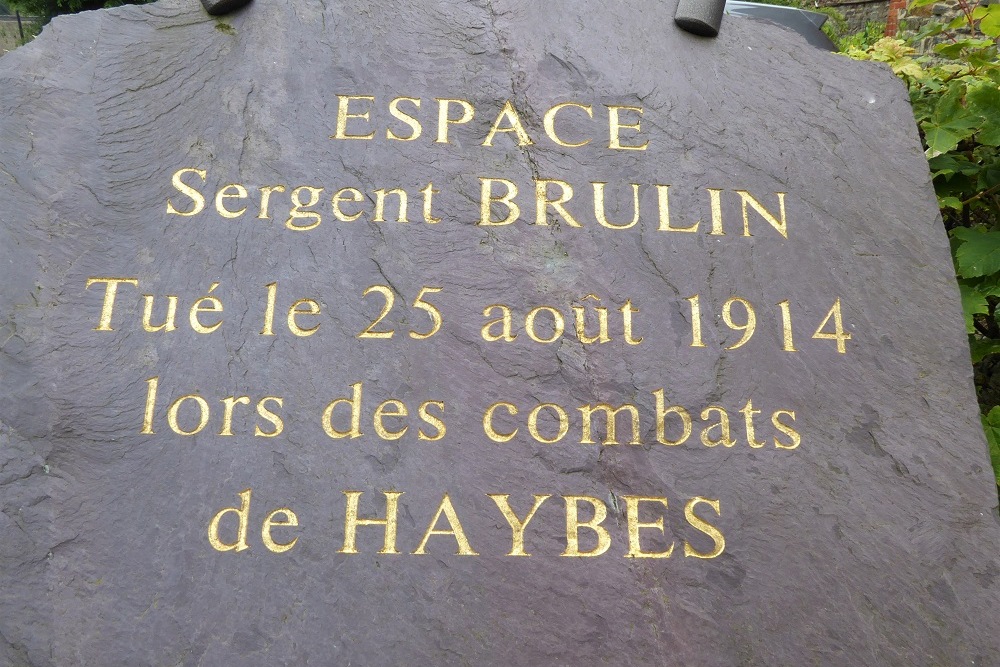 ESPACE
Sergent BRULIN
Tué le 25 août 1914
lors des combats
de HAYBES